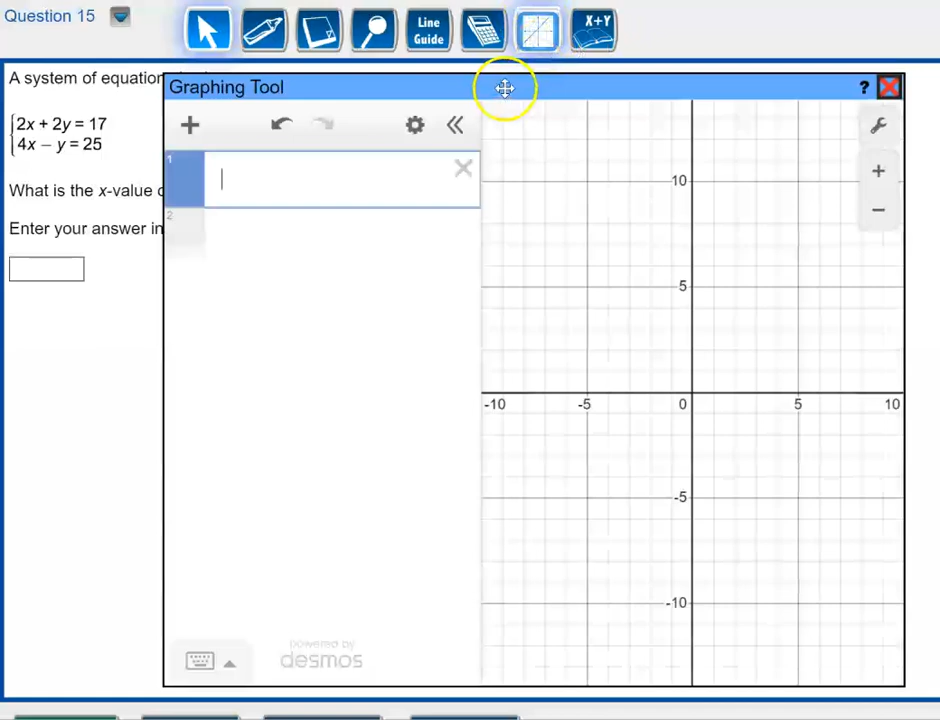 Question 15
Line
Guide
X+Y
A system of equation
2x + 2y = 17
4x − y = 25
What is the x-value
Enter your answer in
Graphing Tool
?
1
2
10
5
-10
-5
0
5
10
-5
-10
powered by
desmos